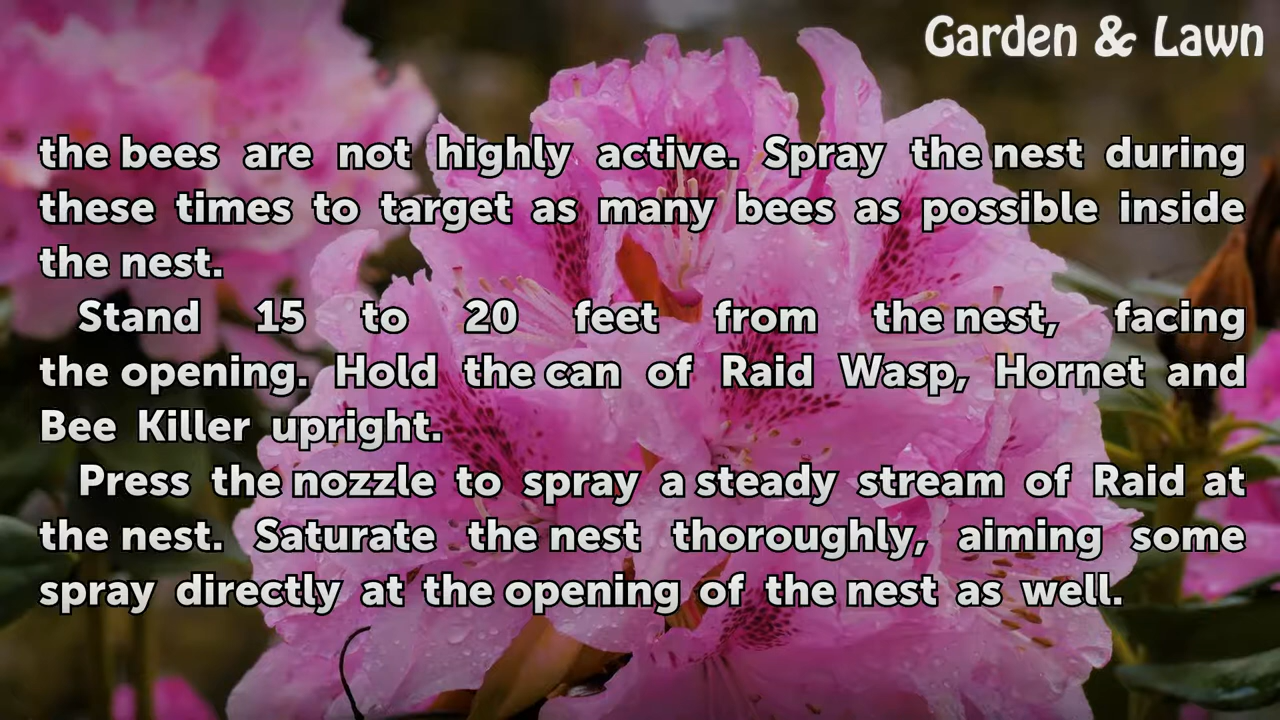 Garden & Lawn
the bees are not highly active. Spray the nest during
these times to target as many bees as possible inside
the nest.
Stand 15 to 20 feet from the nest, facing
the opening. Hold the can of Raid Wasp, Hornet and
Bee Killer upright.
Press the nozzle to spray a steady stream of Raid at
the nest. Saturate the nest thoroughly, aiming some
spray directly at the opening of the nest as well.